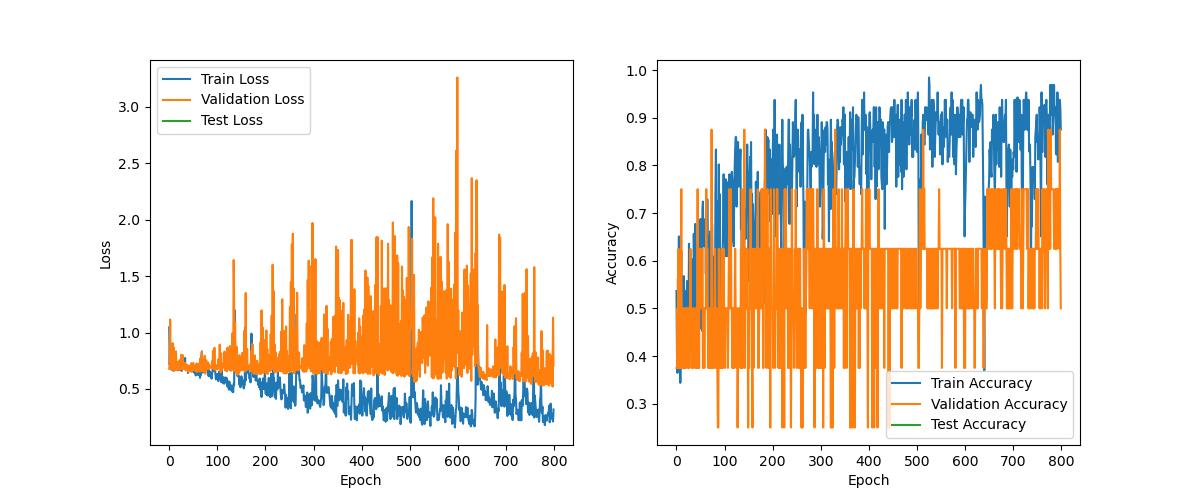 Train Loss
Validation Loss
Test Loss
3.0
2.5
2.0
1.5
1.0
0.5
Loss
0 100 200 300 400 500 600 700 800
Epoch
1.0
0.9
0.8
0.7
0.6
0.5
0.4
0.3
Accuracy
Train Accuracy
Validation Accuracy
Test Accuracy
0 100 200 300 400 500 600 700 800
Epoch